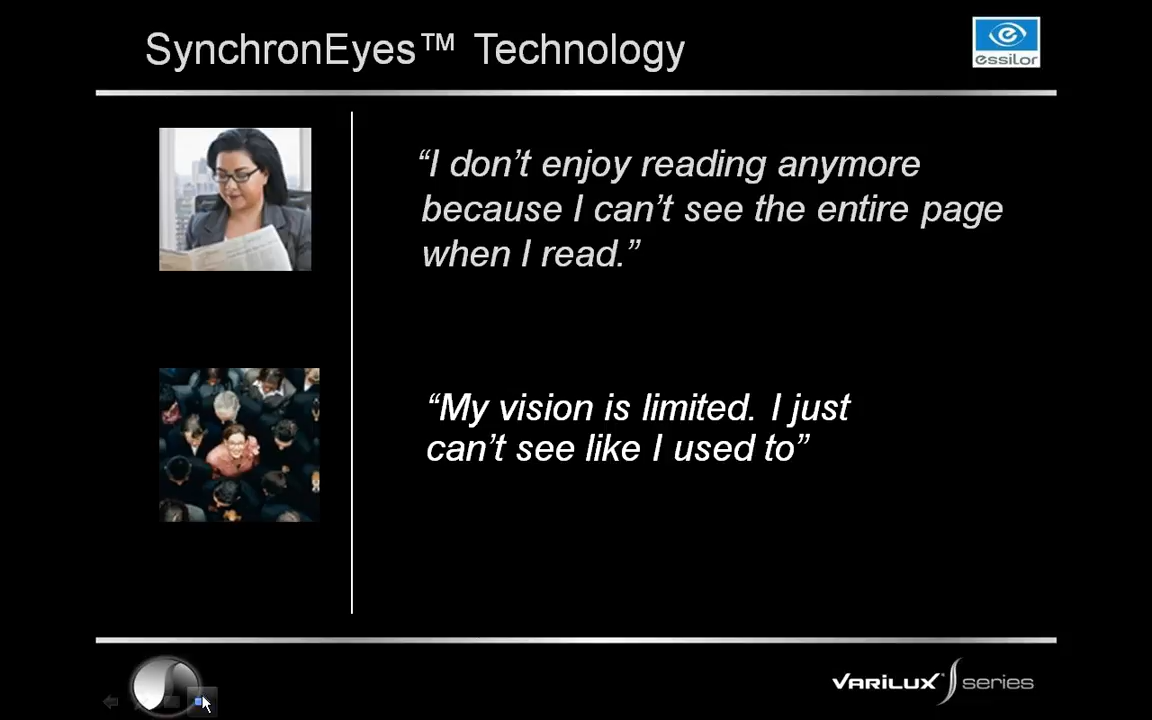 SynchronEyes™ Technology
essilor
“I don’t enjoy reading anymore
because I can’t see the entire page
when I read.”
“My vision is limited. I just
can’t see like I used to”
VARILUX® S series